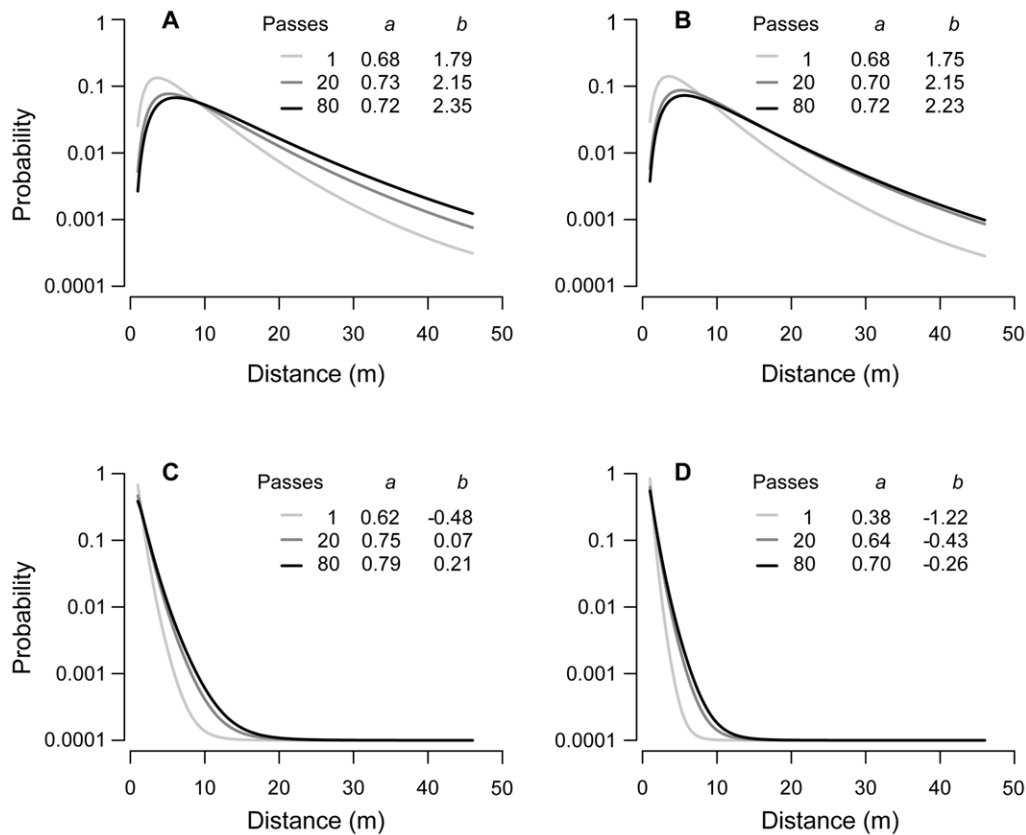 A
Passes a b
1 0.68 1.79
20 0.73 2.15
80 0.72 2.35
1
0.1
0.01
0.001
0.0001
Probability
0 10 20 30 40 50
Distance (m)
B
Passes a b
1 0.68 1.75
20 0.70 2.15
80 0.72 2.23
1
0.1
0.01
0.001
0.0001
0 10 20 30 40 50
Distance (m)
C
Passes a b
1 0.62 -0.48
20 0.75 0.07
80 0.79 0.21
1
0.1
0.01
0.001
0.0001
Probability
0 10 20 30 40 50
Distance (m)
D
Passes a b
1 0.38 -1.22
20 0.64 -0.43
80 0.70 -0.26
1
0.1
0.01
0.001
0.0001
0 10 20 30 40 50
Distance (m)